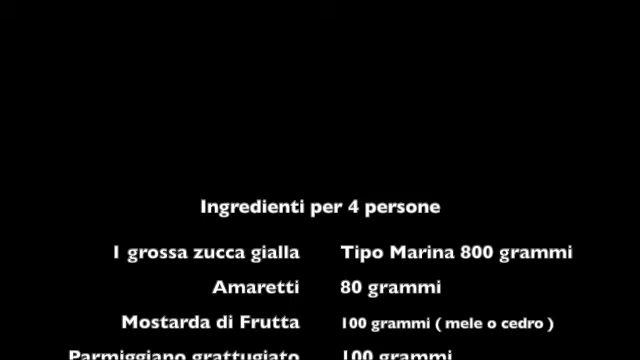 Ingredienti per 4 persone
1 grossa zucca gialla Tipo Marina 800 grammi
Amaretti 80 grammi
Mostarda di Frutta 100 grammi ( mele o cedro )
Parmiggiano grattugiato 100 grammi